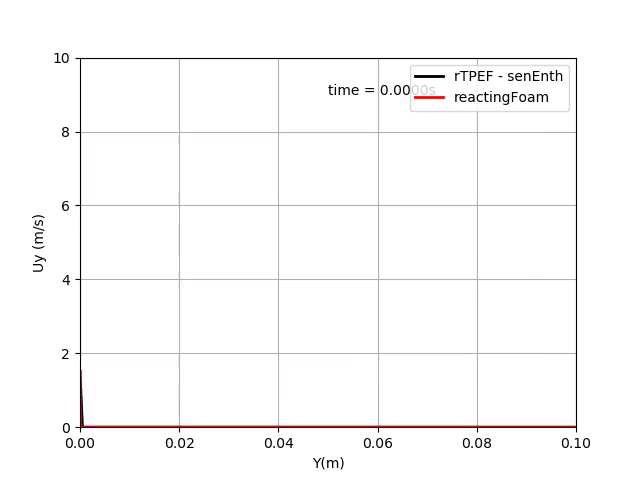 10
8
6
4
2
0
Uy (m/s)
time = 0.0000s
rTPEF - senEnth
reactingFoam
0.00 0.02 0.04 0.06 0.08 0.10
Y(m)